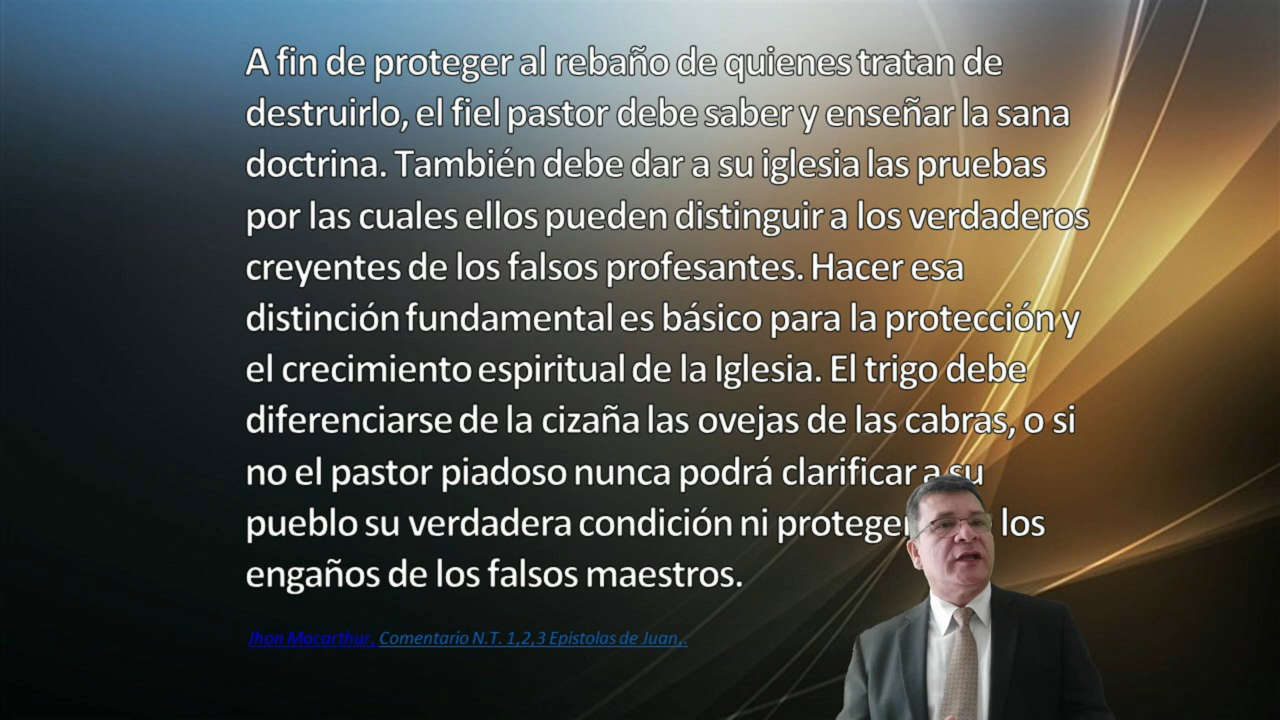 A fin de proteger al rebaño de quienes tratan de
destruirlo, el fiel pastor debe saber y enseñar la sana
doctrina. También debe dar a su iglesia las pruebas
por las cuales ellos pueden distinguir a los verdaderos
creyentes de los falsos profesantes. Hacer esa
distinción fundamental es básico para la protección y
el crecimiento espiritual de la Iglesia. El trigo debe
diferenciarse de la cizaña las ovejas de las cabras, o si
no el pastor piadoso nunca podrá clarificar a su
pueblo su verdadera condición ni los
engaños de los falsos maestros.
Jhon Macarthur, Comentario N.T. 1,2,3 Epístolas de Juan,.